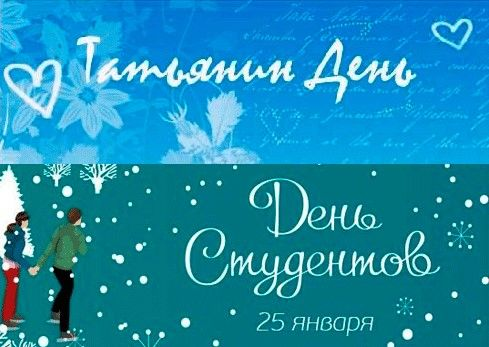 Татьянин День
День
Студентов
25 января